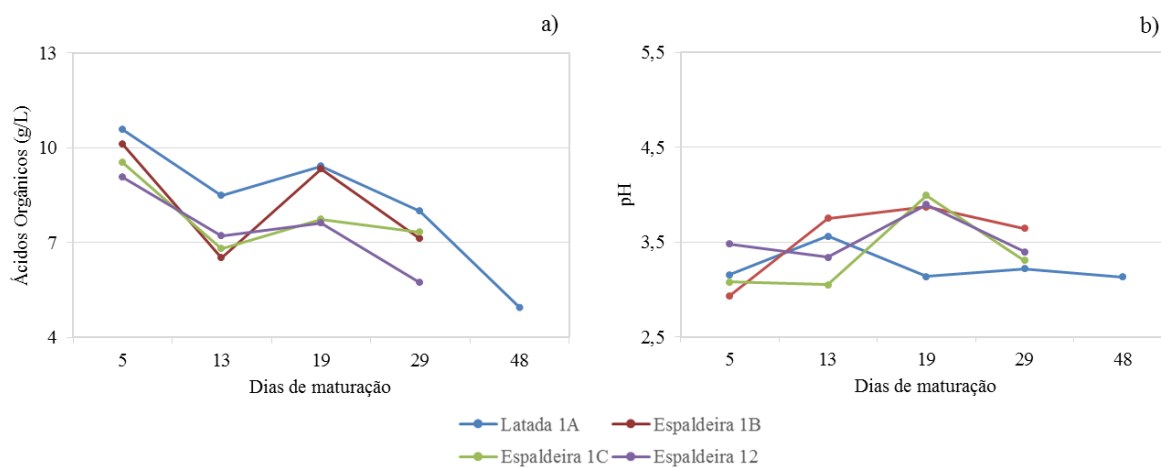 a)
13
10
7
4
Ácidos Orgânicos (g/L)
5 13 19 29 48
Dias de maturação
b)
5,5
4,5
3,5
2,5
pH
5 13 19 29 48
Dias de maturação
Latada 1A Espaldeira 1B
Espaldeira 1C Espaldeira 12